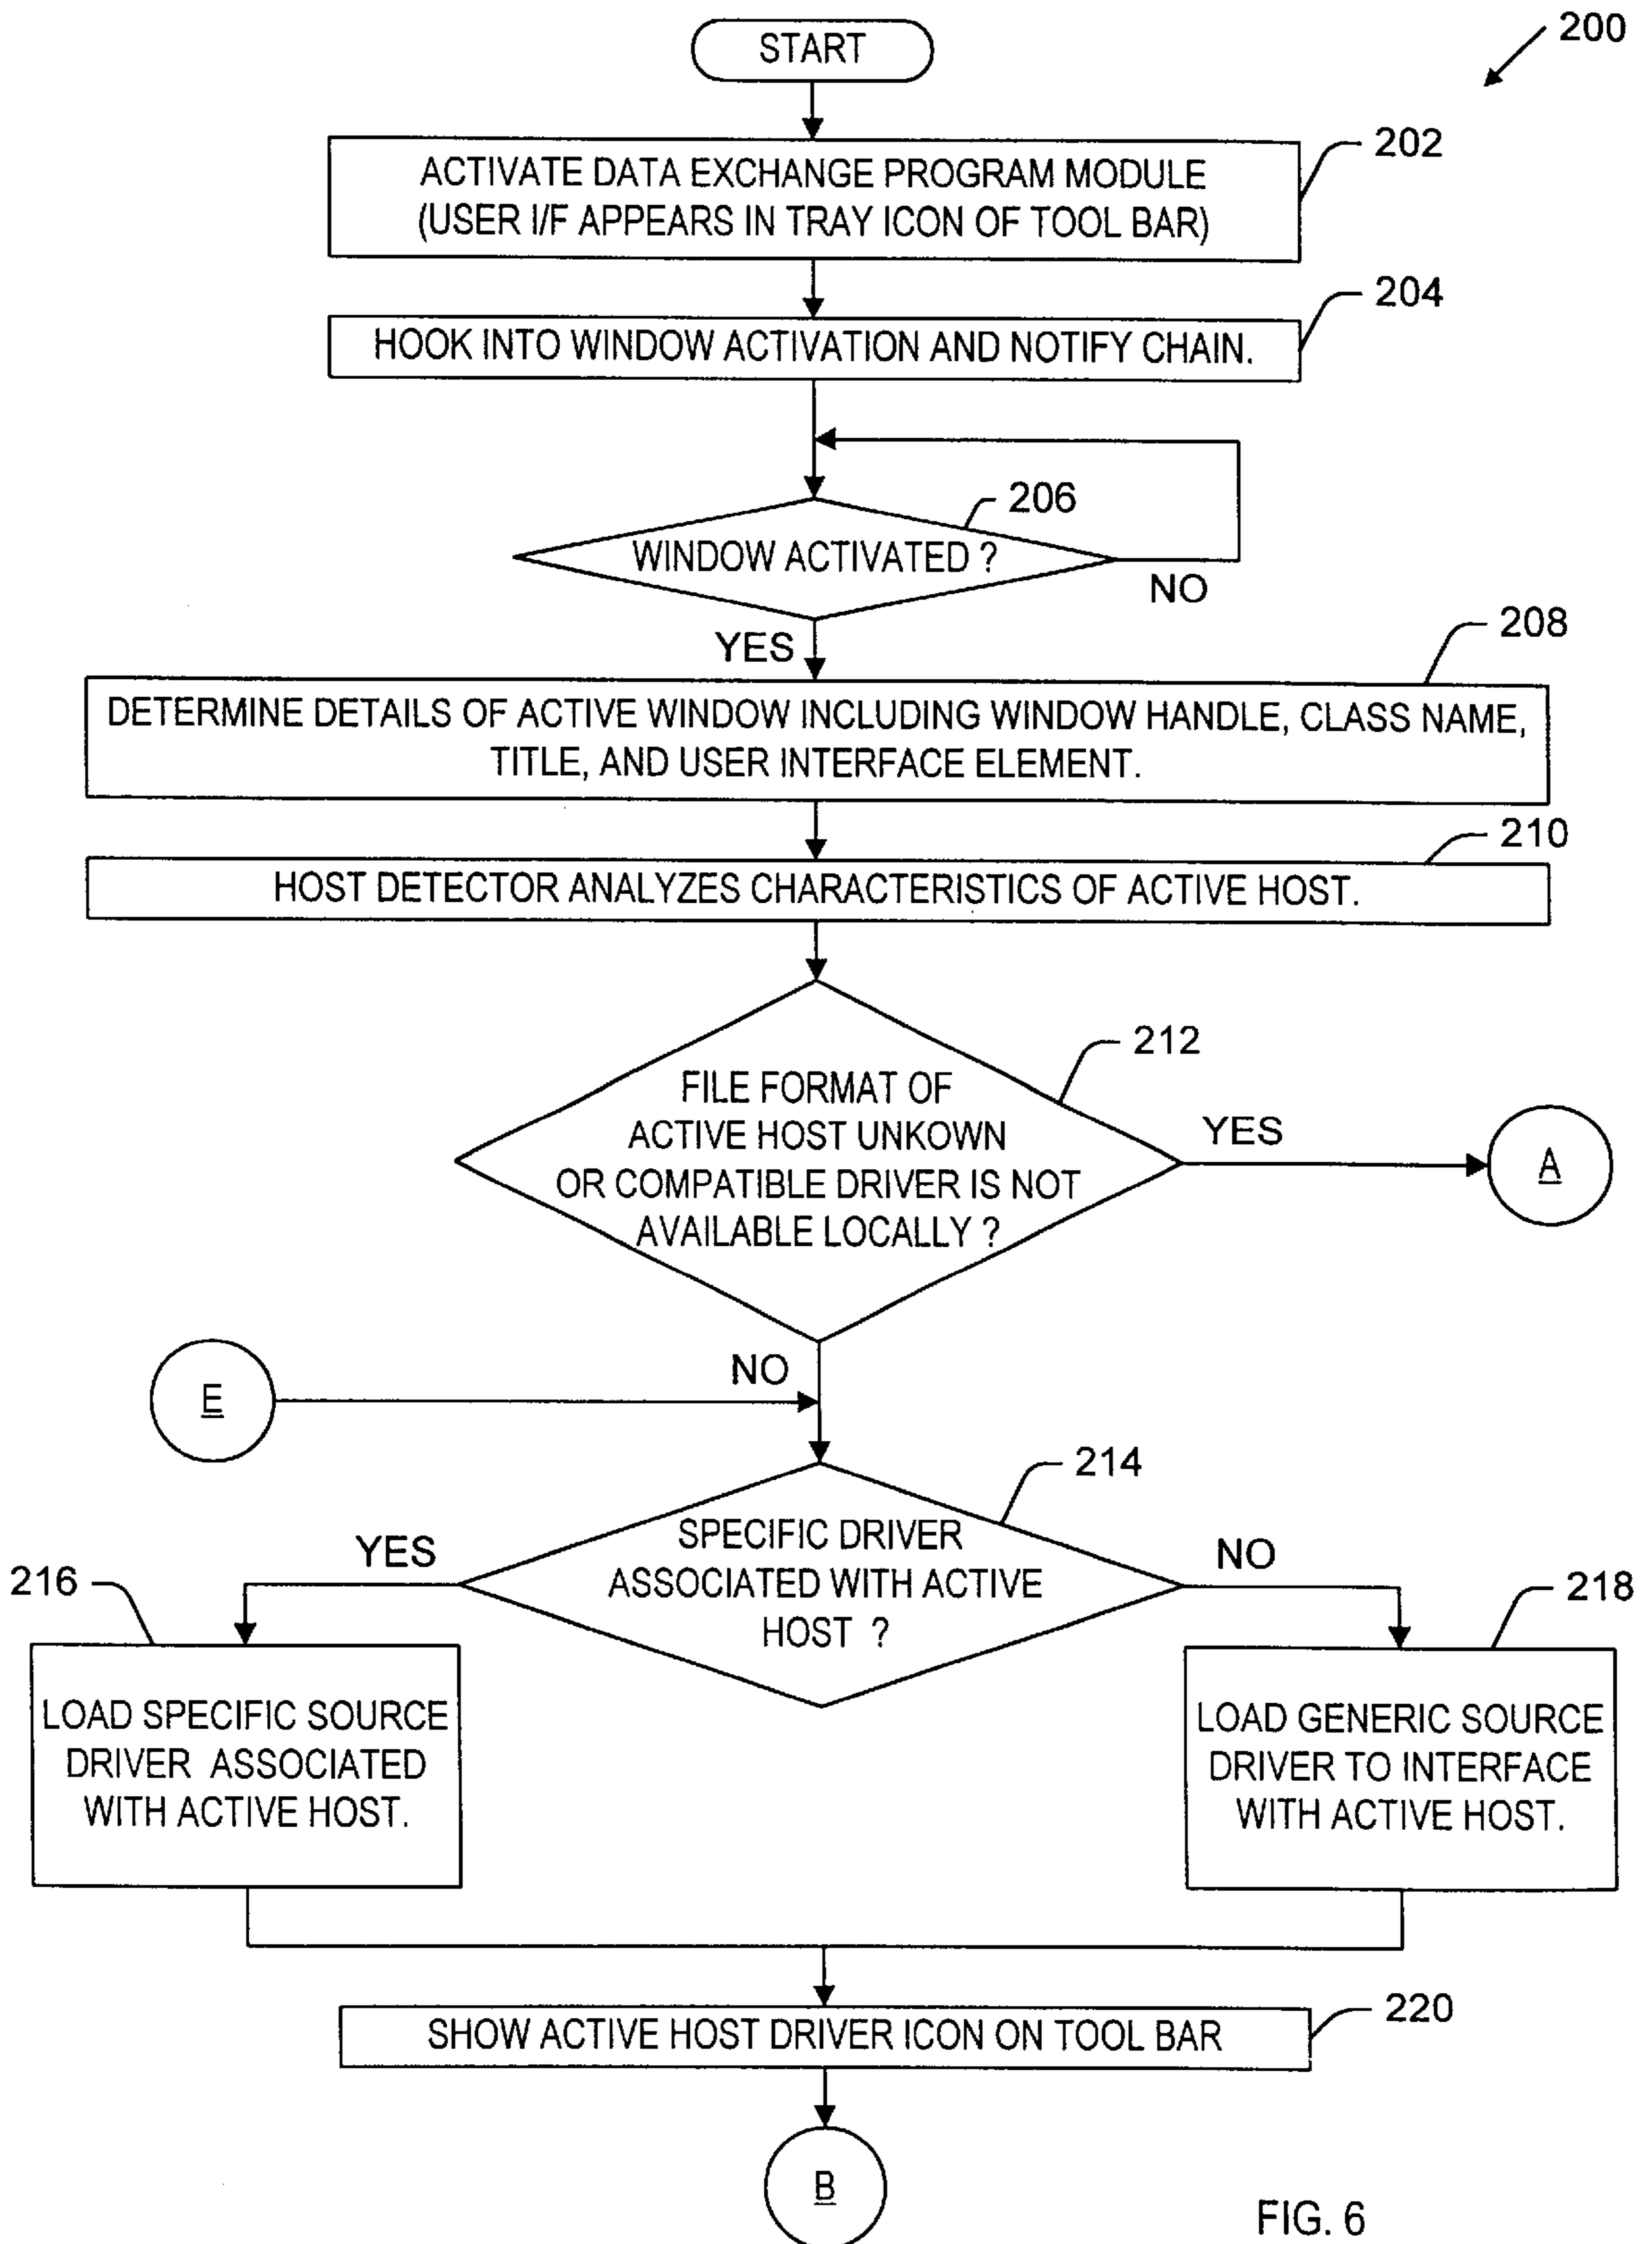 START
200
202
ACTIVATE DATA EXCHANGE PROGRAM MODULE
(USER I/F APPEARS IN TRAY ICON OF TOOL BAR)
204
HOOK INTO WINDOW ACTIVATION AND NOTIFY CHAIN.
206
WINDOW ACTIVATED ?
NO
YES
208
DETERMINE DETAILS OF ACTIVE WINDOW INCLUDING WINDOW HANDLE, CLASS NAME,
TITLE, AND USER INTERFACE ELEMENT.
210
HOST DETECTOR ANALYZES CHARACTERISTICS OF ACTIVE HOST.
212
FILE FORMAT OF
ACTIVE HOST UNKOWN
OR COMPATIBLE DRIVER IS NOT
AVAILABLE LOCALLY ?
YES
A
NO
E
214
SPECIFIC DRIVER
ASSOCIATED WITH ACTIVE
HOST ?
YES
NO
216
218
LOAD SPECIFIC SOURCE
DRIVER ASSOCIATED
WITH ACTIVE HOST.
LOAD GENERIC SOURCE
DRIVER TO INTERFACE
WITH ACTIVE HOST.
220
SHOW ACTIVE HOST DRIVER ICON ON TOOL BAR
B
FIG. 6